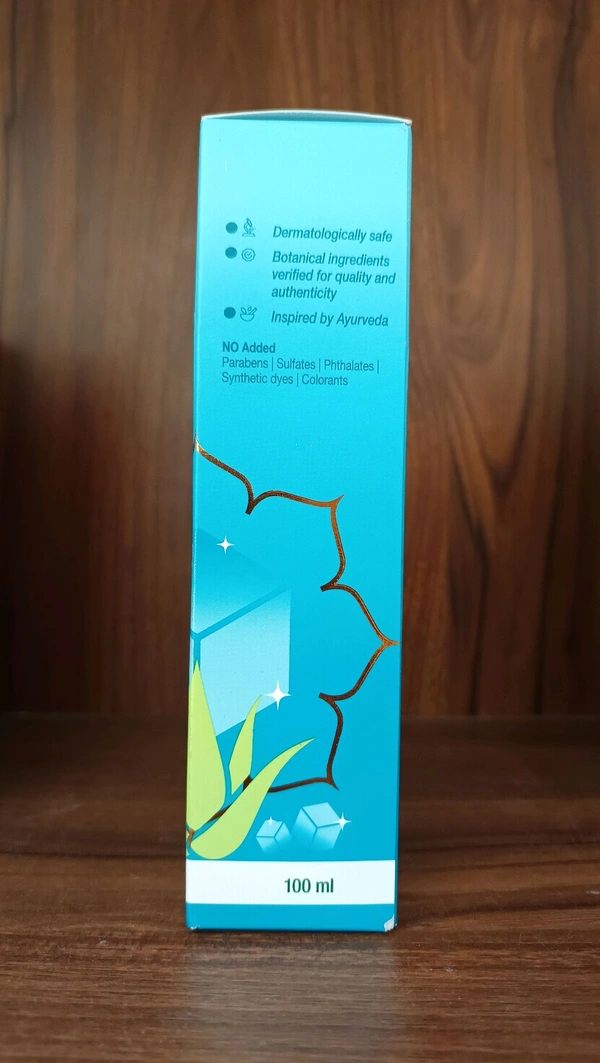 Dermatologically safe
Botanical ingredients
verified for quality and
authenticity
Inspired by Ayurveda
NO Added
Parabens | Sulfates | Phthalates |
Synthetic dyes | Colorants
100 ml